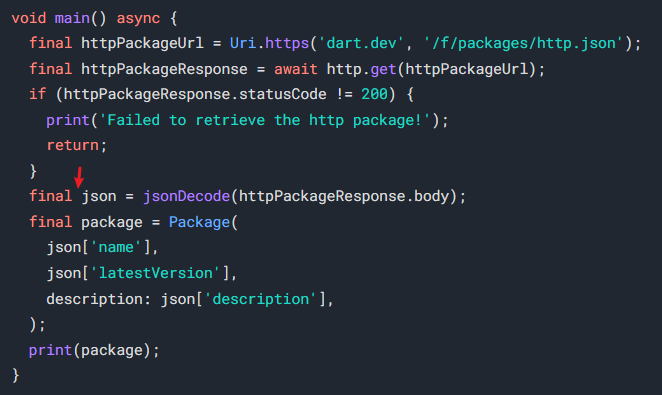 void main() async {
  final httpPackageUrl = Uri.https('dart.dev', '/f/packages/http.json');
  final httpPackageResponse = await http.get(httpPackageUrl);
  if (httpPackageResponse.statusCode != 200) {
    print('Failed to retrieve the http package!');
    return;
  }
  final json = jsonDecode(httpPackageResponse.body);
  final package = Package(
    json['name'],
    json['latestVersion'],
    description: json['description'],
  );
  print(package);
}